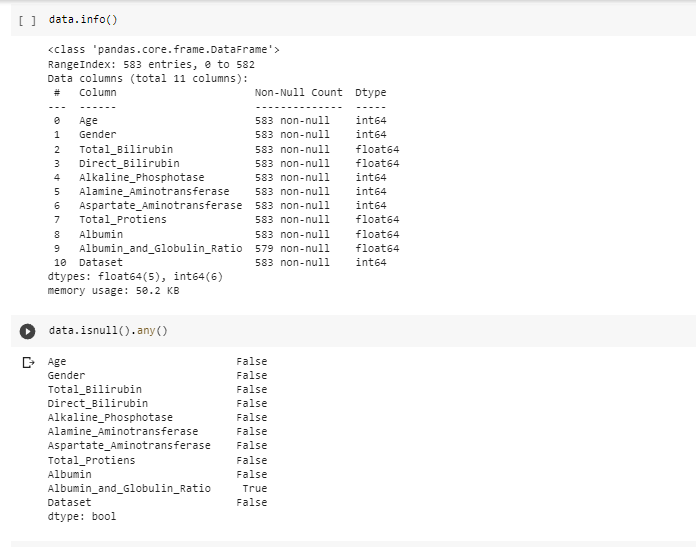 [ ] data.info()
<class 'pandas.core.frame.DataFrame'>
RangeIndex: 583 entries, 0 to 582
Data columns (total 11 columns):
 #   Column                      Non-Null Count  Dtype
---  ------                      --------------  -----
 0   Age                         583 non-null    int64
 1   Gender                      583 non-null    int64
 2   Total_Bilirubin             583 non-null    float64
 3   Direct_Bilirubin            583 non-null    float64
 4   Alkaline_Phosphotase        583 non-null    int64
 5   Alamine_Aminotransferase    583 non-null    int64
 6   Aspartate_Aminotransferase  583 non-null    int64
 7   Total_Protiens              583 non-null    float64
 8   Albumin                     583 non-null    float64
 9   Albumin_and_Globulin_Ratio  579 non-null    float64
 10  Dataset                     583 non-null    int64
dtypes: float64(5), int64(6)
memory usage: 50.2 KB
data.isnull().any()
Age                           False
Gender                        False
Total_Bilirubin               False
Direct_Bilirubin              False
Alkaline_Phosphotase          False
Alamine_Aminotransferase      False
Aspartate_Aminotransferase    False
Total_Protiens                False
Albumin                       False
Albumin_and_Globulin_Ratio     True
Dataset                       False
dtype: bool